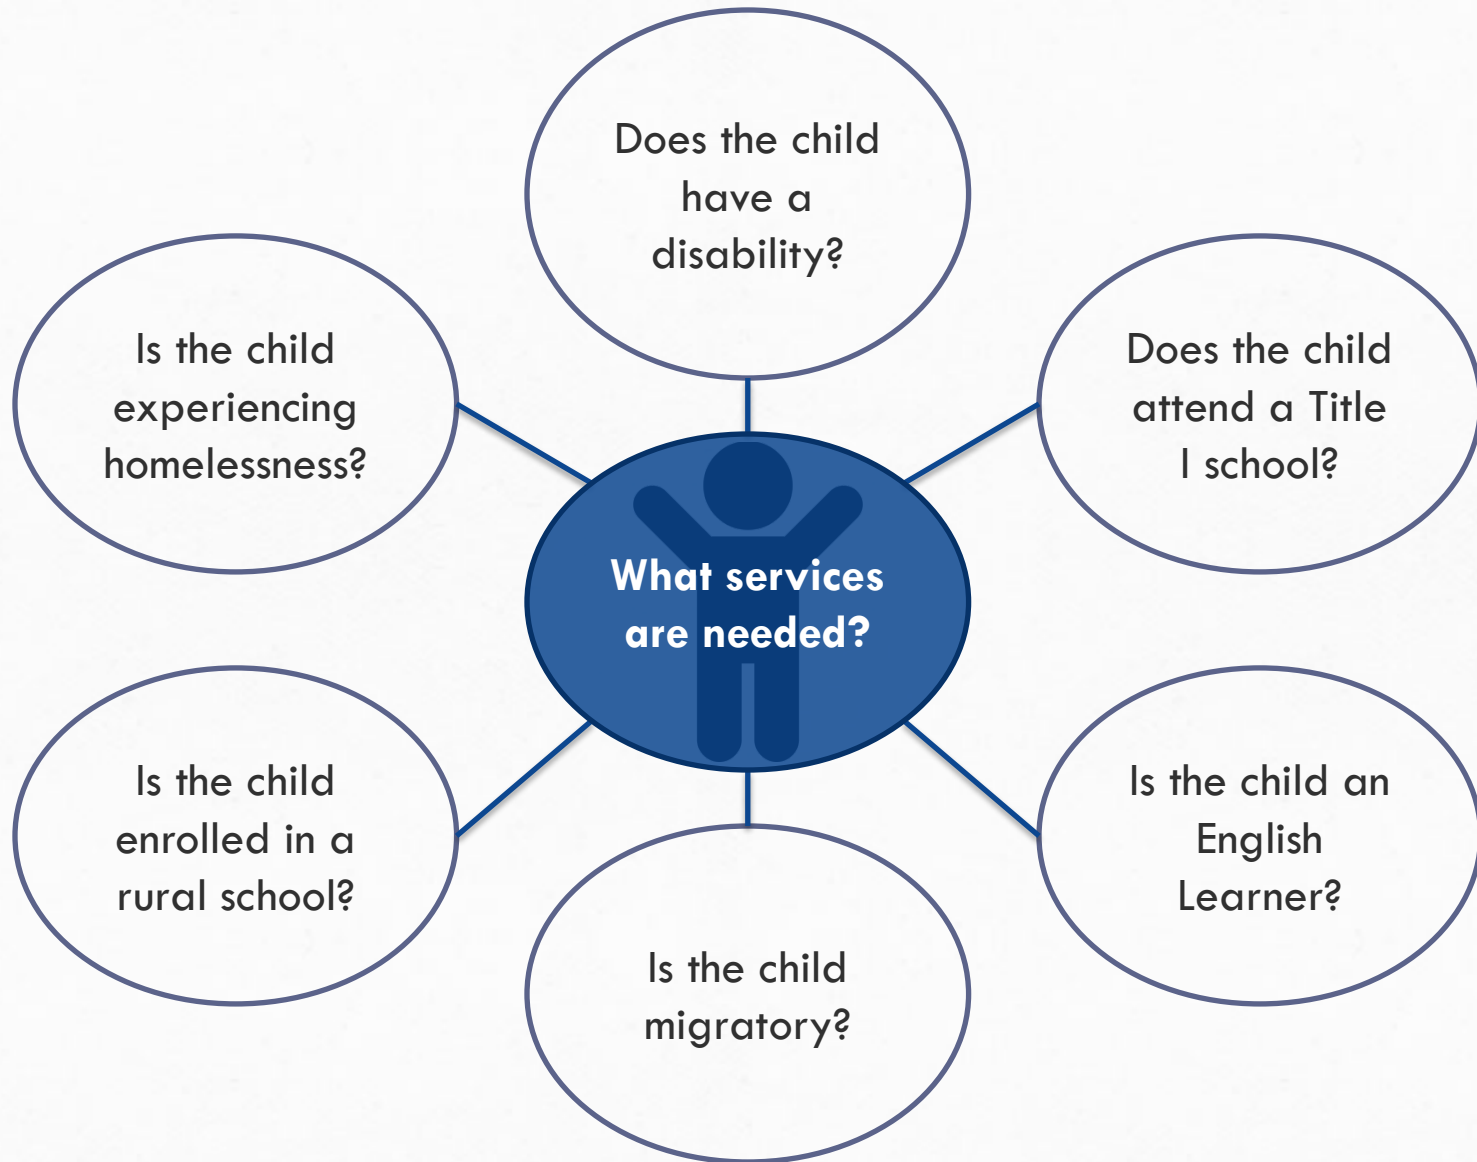 Does the child
have a
disability?
Is the child
experiencing
homelessness?
Does the child
attend a Title
I school?
What services
are needed?
Is the child
enrolled in a
rural school?
Is the child an
English
Learner?
Is the child
migratory?